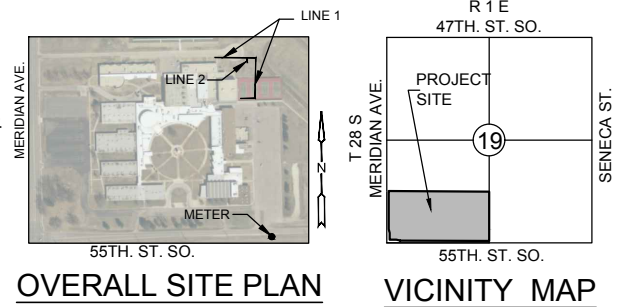 LINE 1
LINE 2
MERIDIAN AVE.
N
METER
55TH. ST. SO.
OVERALL SITE PLAN
R 1 E
47TH. ST. SO.
PROJECT
SITE
T 28 S
MERIDIAN AVE.
19
SENECA ST.
55TH. ST. SO.
VICINITY MAP